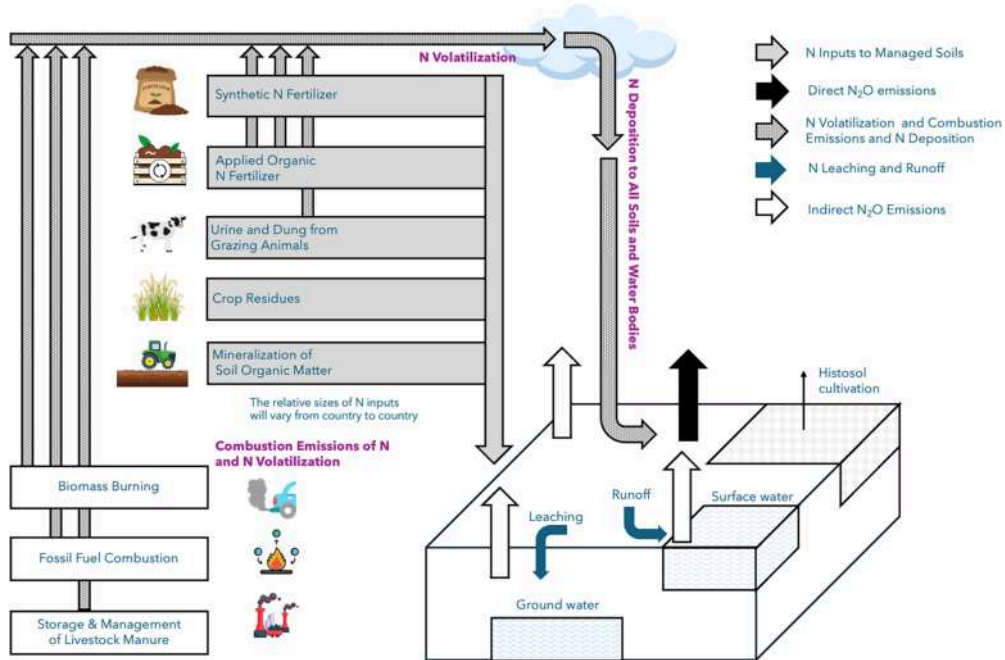 N Volatilization
N Inputs to Managed Soils
Direct N₂O emissions
N Volatilization and Combustion
Emissions and N Deposition
N Leaching and Runoff
Indirect N₂O Emissions
FERTILIZER
Synthetic N Fertilizer
Applied Organic
N Fertilizer
Urine and Dung from
Grazing Animals
Crop Residues
Mineralization of
Soil Organic Matter
The relative sizes of N inputs
will vary from country to country
N Deposition to All Soils and Water Bodies
Histosol
cultivation
Combustion Emissions of N
and N Volatilization
Biomass Burning
Fossil Fuel Combustion
Storage & Management
of Livestock Manure
Leaching
Runoff
Surface water
Ground water